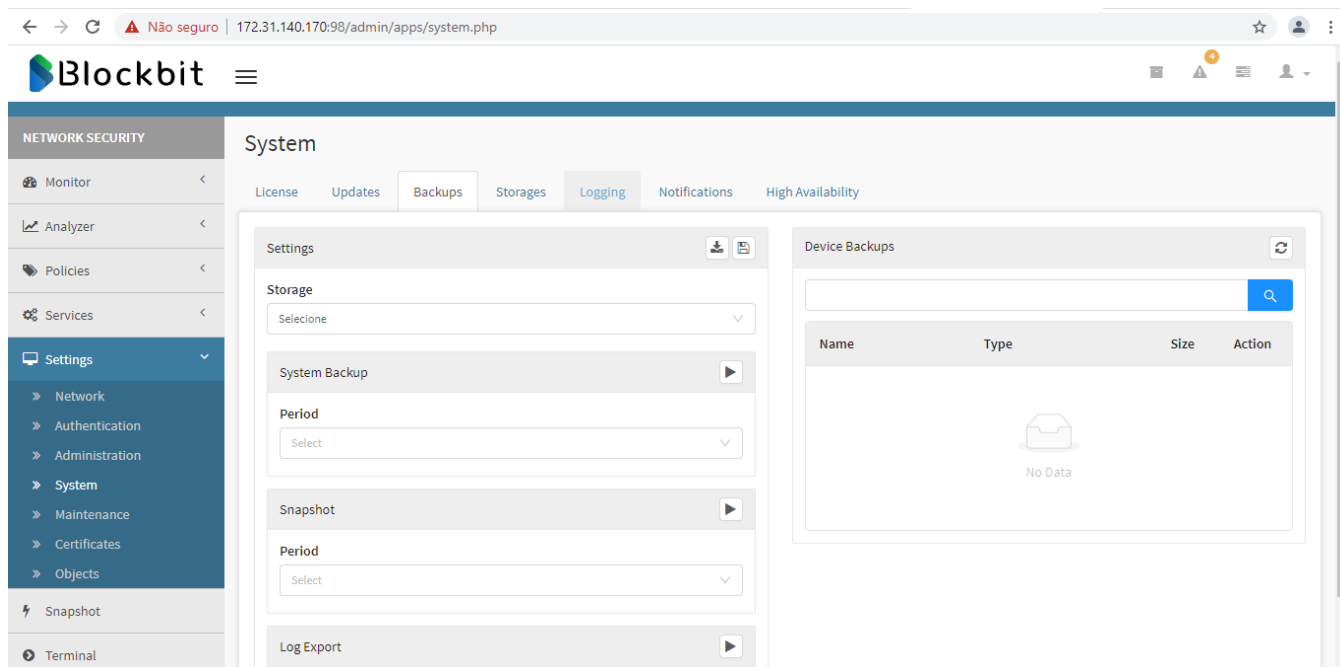 Não seguro | 172.31.140.170:98/admin/apps/system.php
Blockbit
4
NETWORK SECURITY
Monitor
Analyzer
Policies
Services
Settings
Network
Authentication
Administration
System
Maintenance
Certificates
Objects
Snapshot
Terminal
System
License Updates Backups Storages Logging Notifications High Availability
Settings
Storage
Selecione
System Backup
Period
Select
Snapshot
Period
Select
Log Export
Device Backups
Name Type Size Action
No Data